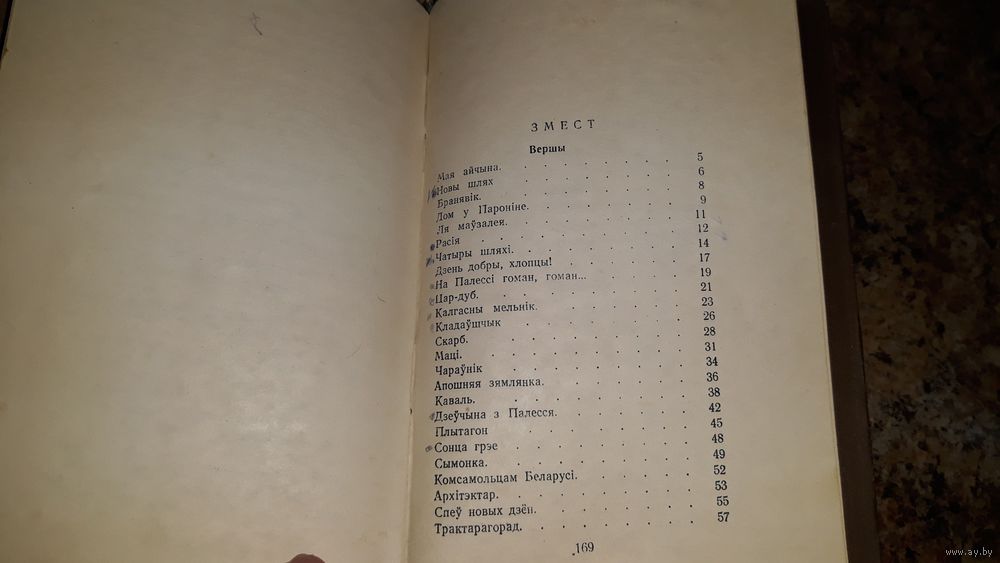 ЗМЕСТ
Вершы
Мая айчына. 5
Новы шлях 6
Бранявік. 8
Дом у Пароніне. 9
Ля маўзалея. 11
Расія 12
Чатыры шляхі. 14
Дзень добры, хлопцы! 17
На Палессі гоман, гоман... 19
Цар-дуб. 21
Калгасны мельнік. 23
Кладаўшчык 26
Скарб. 28
Маці. 31
Чараўнік 34
Апошняя зямлянка. 36
Каваль. 38
Дзеўчына з Палесся. 42
Плытагон 45
Сонца грэе 48
Сымонка. 49
Комсамольцам Беларусі. 52
Архітэктар. 53
Спеў новых дзён. 55
Трактарагорад. 57
169
www.ay.by